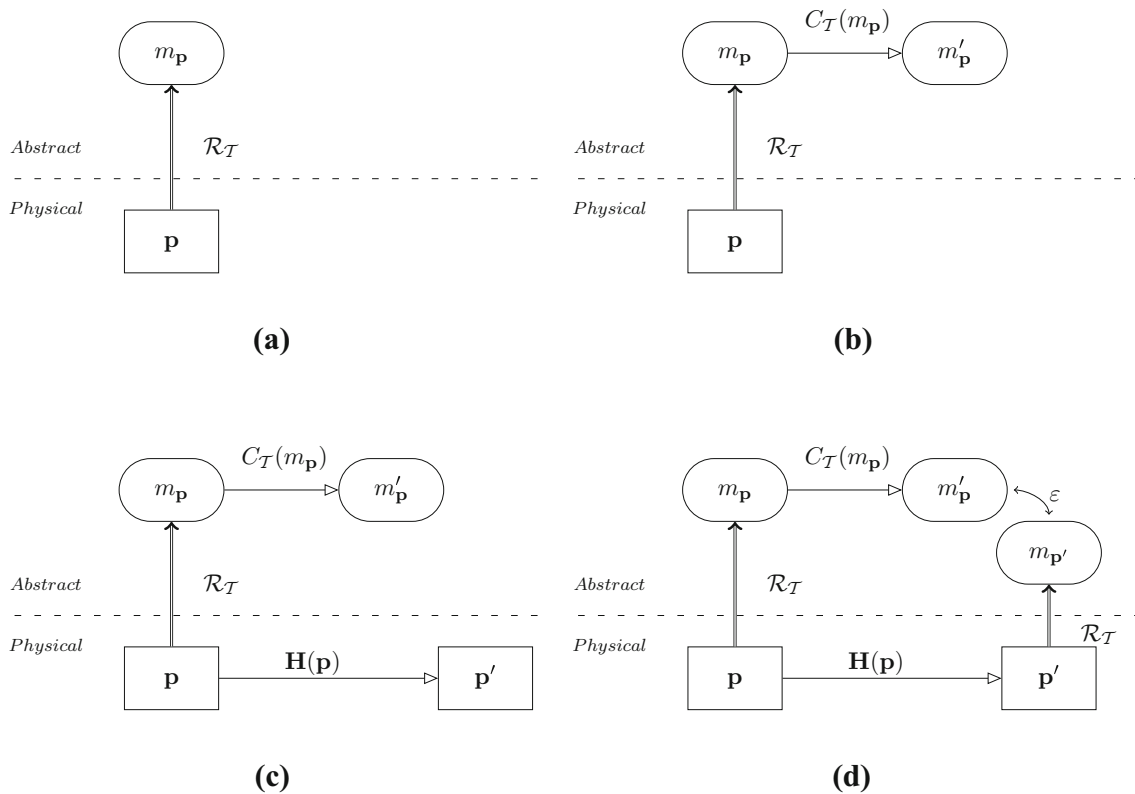 C_𝒯(m_𝐩)
m_𝐩
m_𝐩
m′_𝐩
Abstract
ℛ_𝒯
ℛ_𝒯
Abstract
Physical
Physical
𝐩
𝐩
(a)
(b)
C_𝒯(m_𝐩)
C_𝒯(m_𝐩)
m_𝐩
m′_𝐩
m_𝐩
m′_𝐩
ε
m_𝐩′
Abstract
ℛ_𝒯
Abstract
ℛ_𝒯
Physical
Physical
ℛ_𝒯
𝐩
𝐇(𝐩)
𝐩′
𝐩
𝐇(𝐩)
𝐩′
(c)
(d)